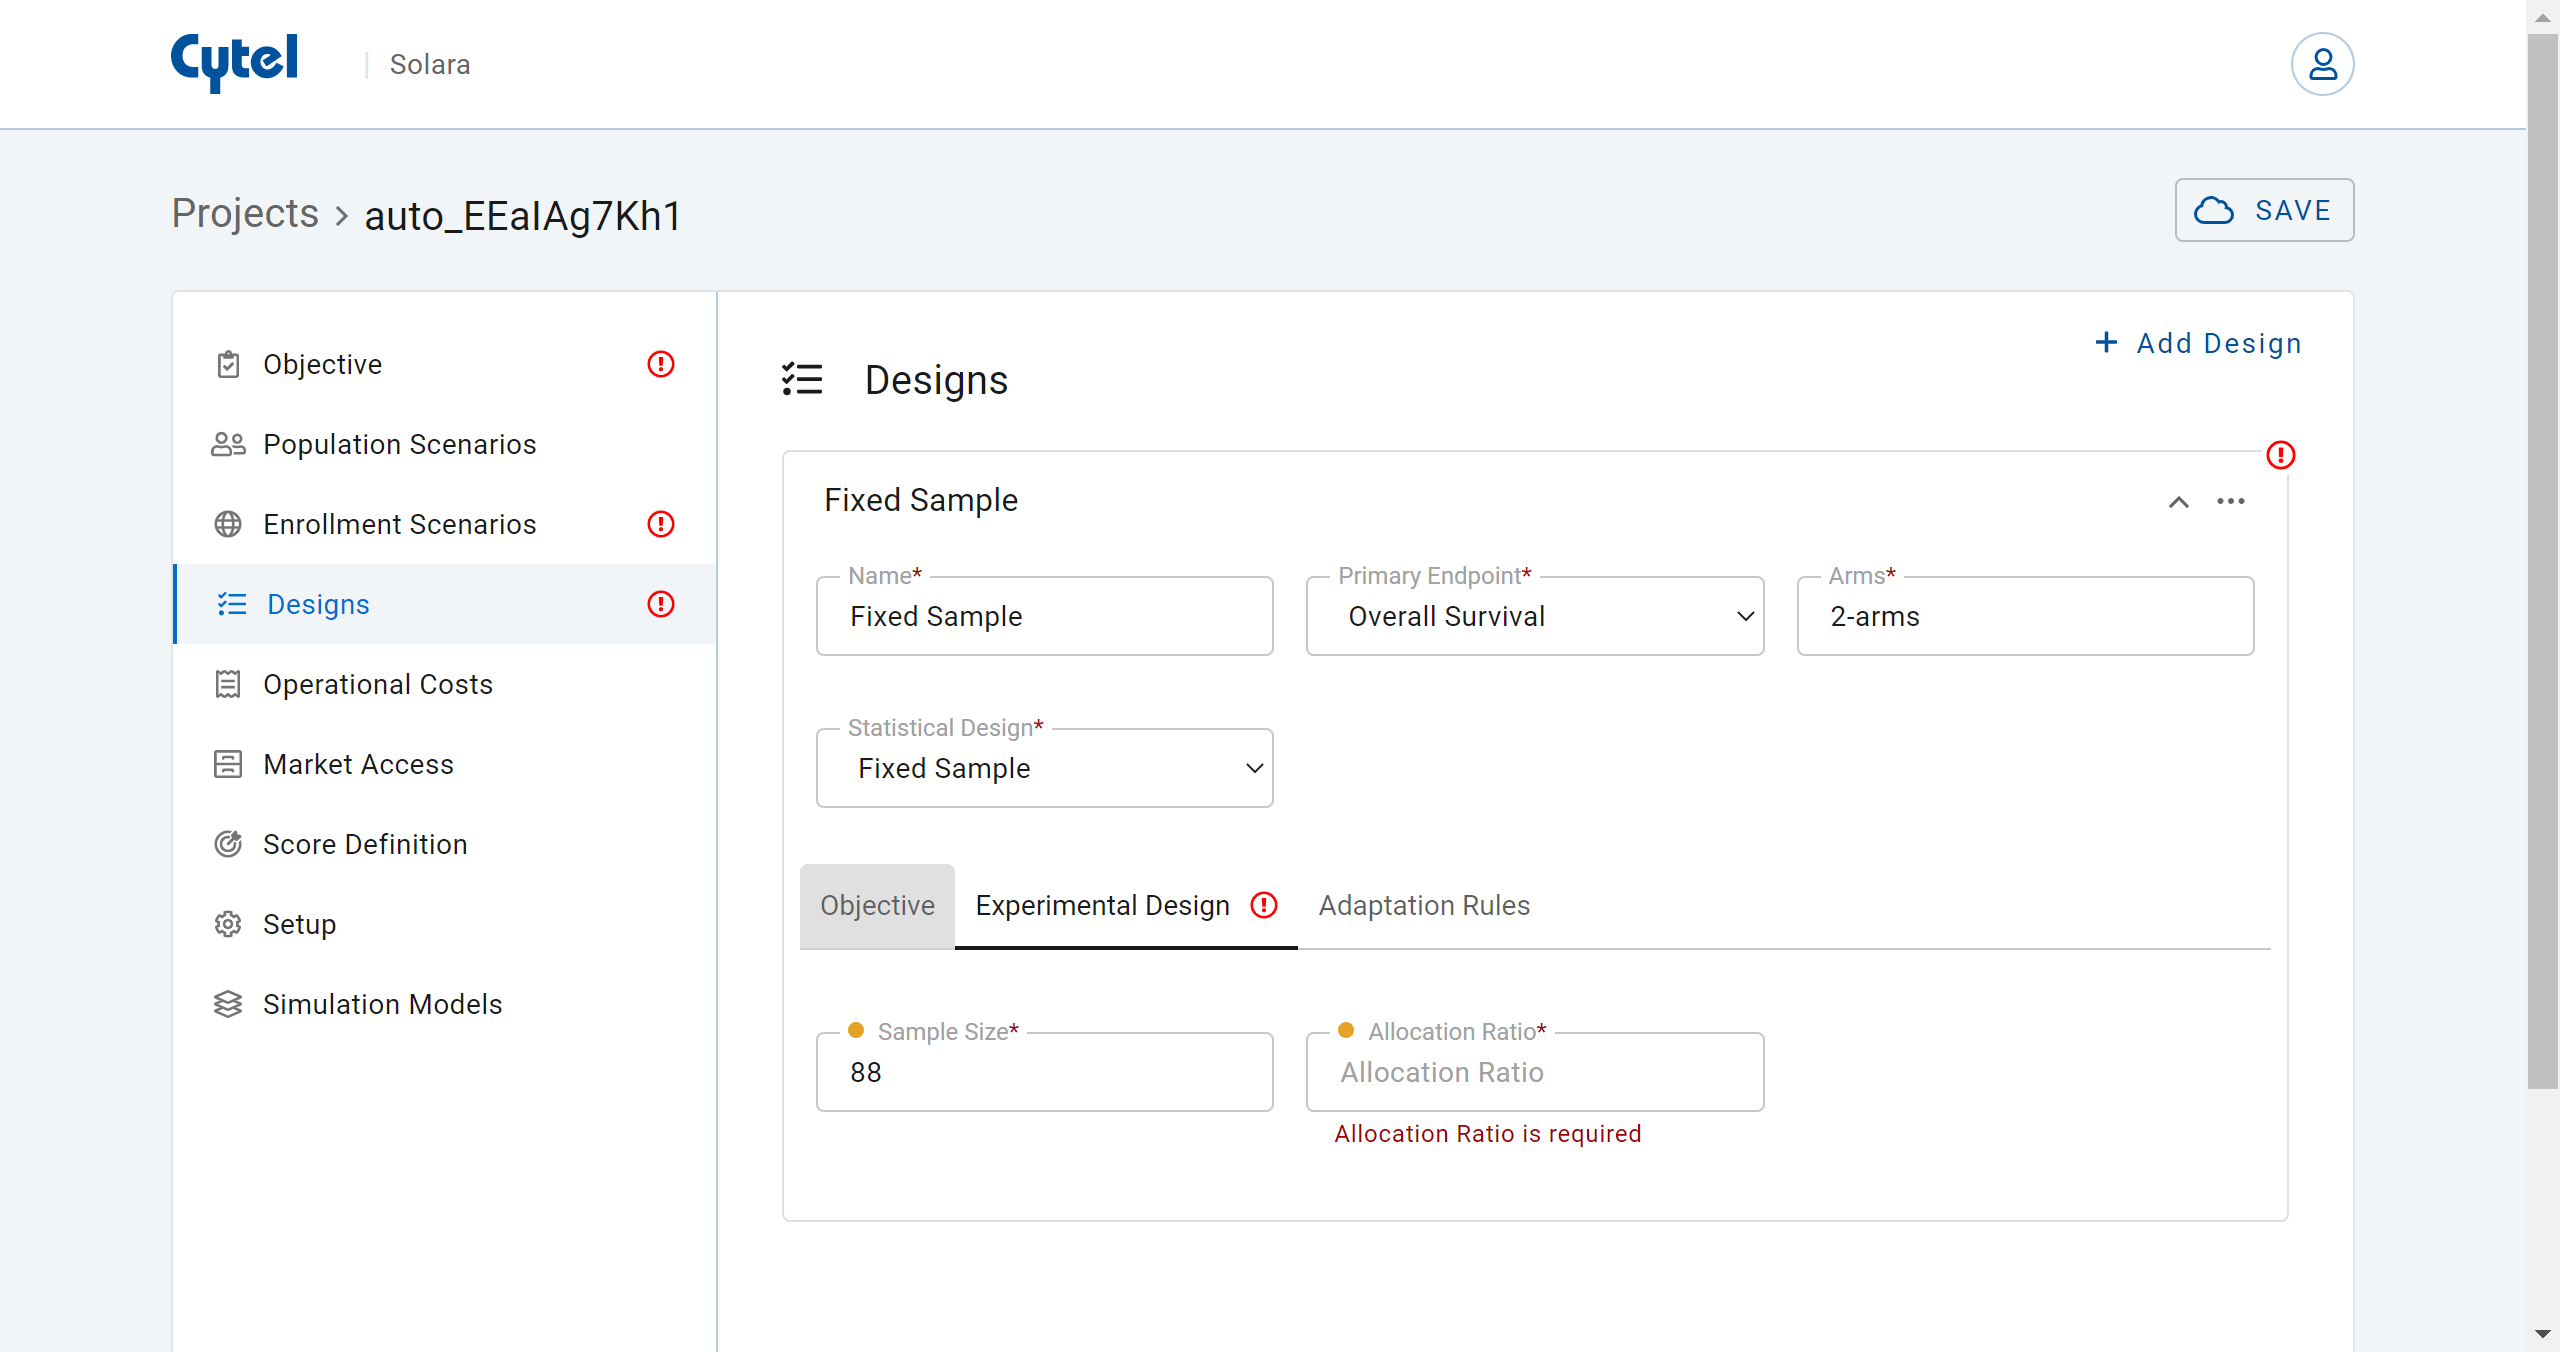 Cytel | Solara
Projects > auto_EEaIAg7Kh1
SAVE
Objective
Population Scenarios
Enrollment Scenarios
Designs
Operational Costs
Market Access
Score Definition
Setup
Simulation Models
+ Add Design
Designs
Fixed Sample
Name*
Fixed Sample
Primary Endpoint*
Overall Survival
Arms*
2-arms
Statistical Design*
Fixed Sample
Objective
Experimental Design
Adaptation Rules
Sample Size*
88
Allocation Ratio*
Allocation Ratio
Allocation Ratio is required